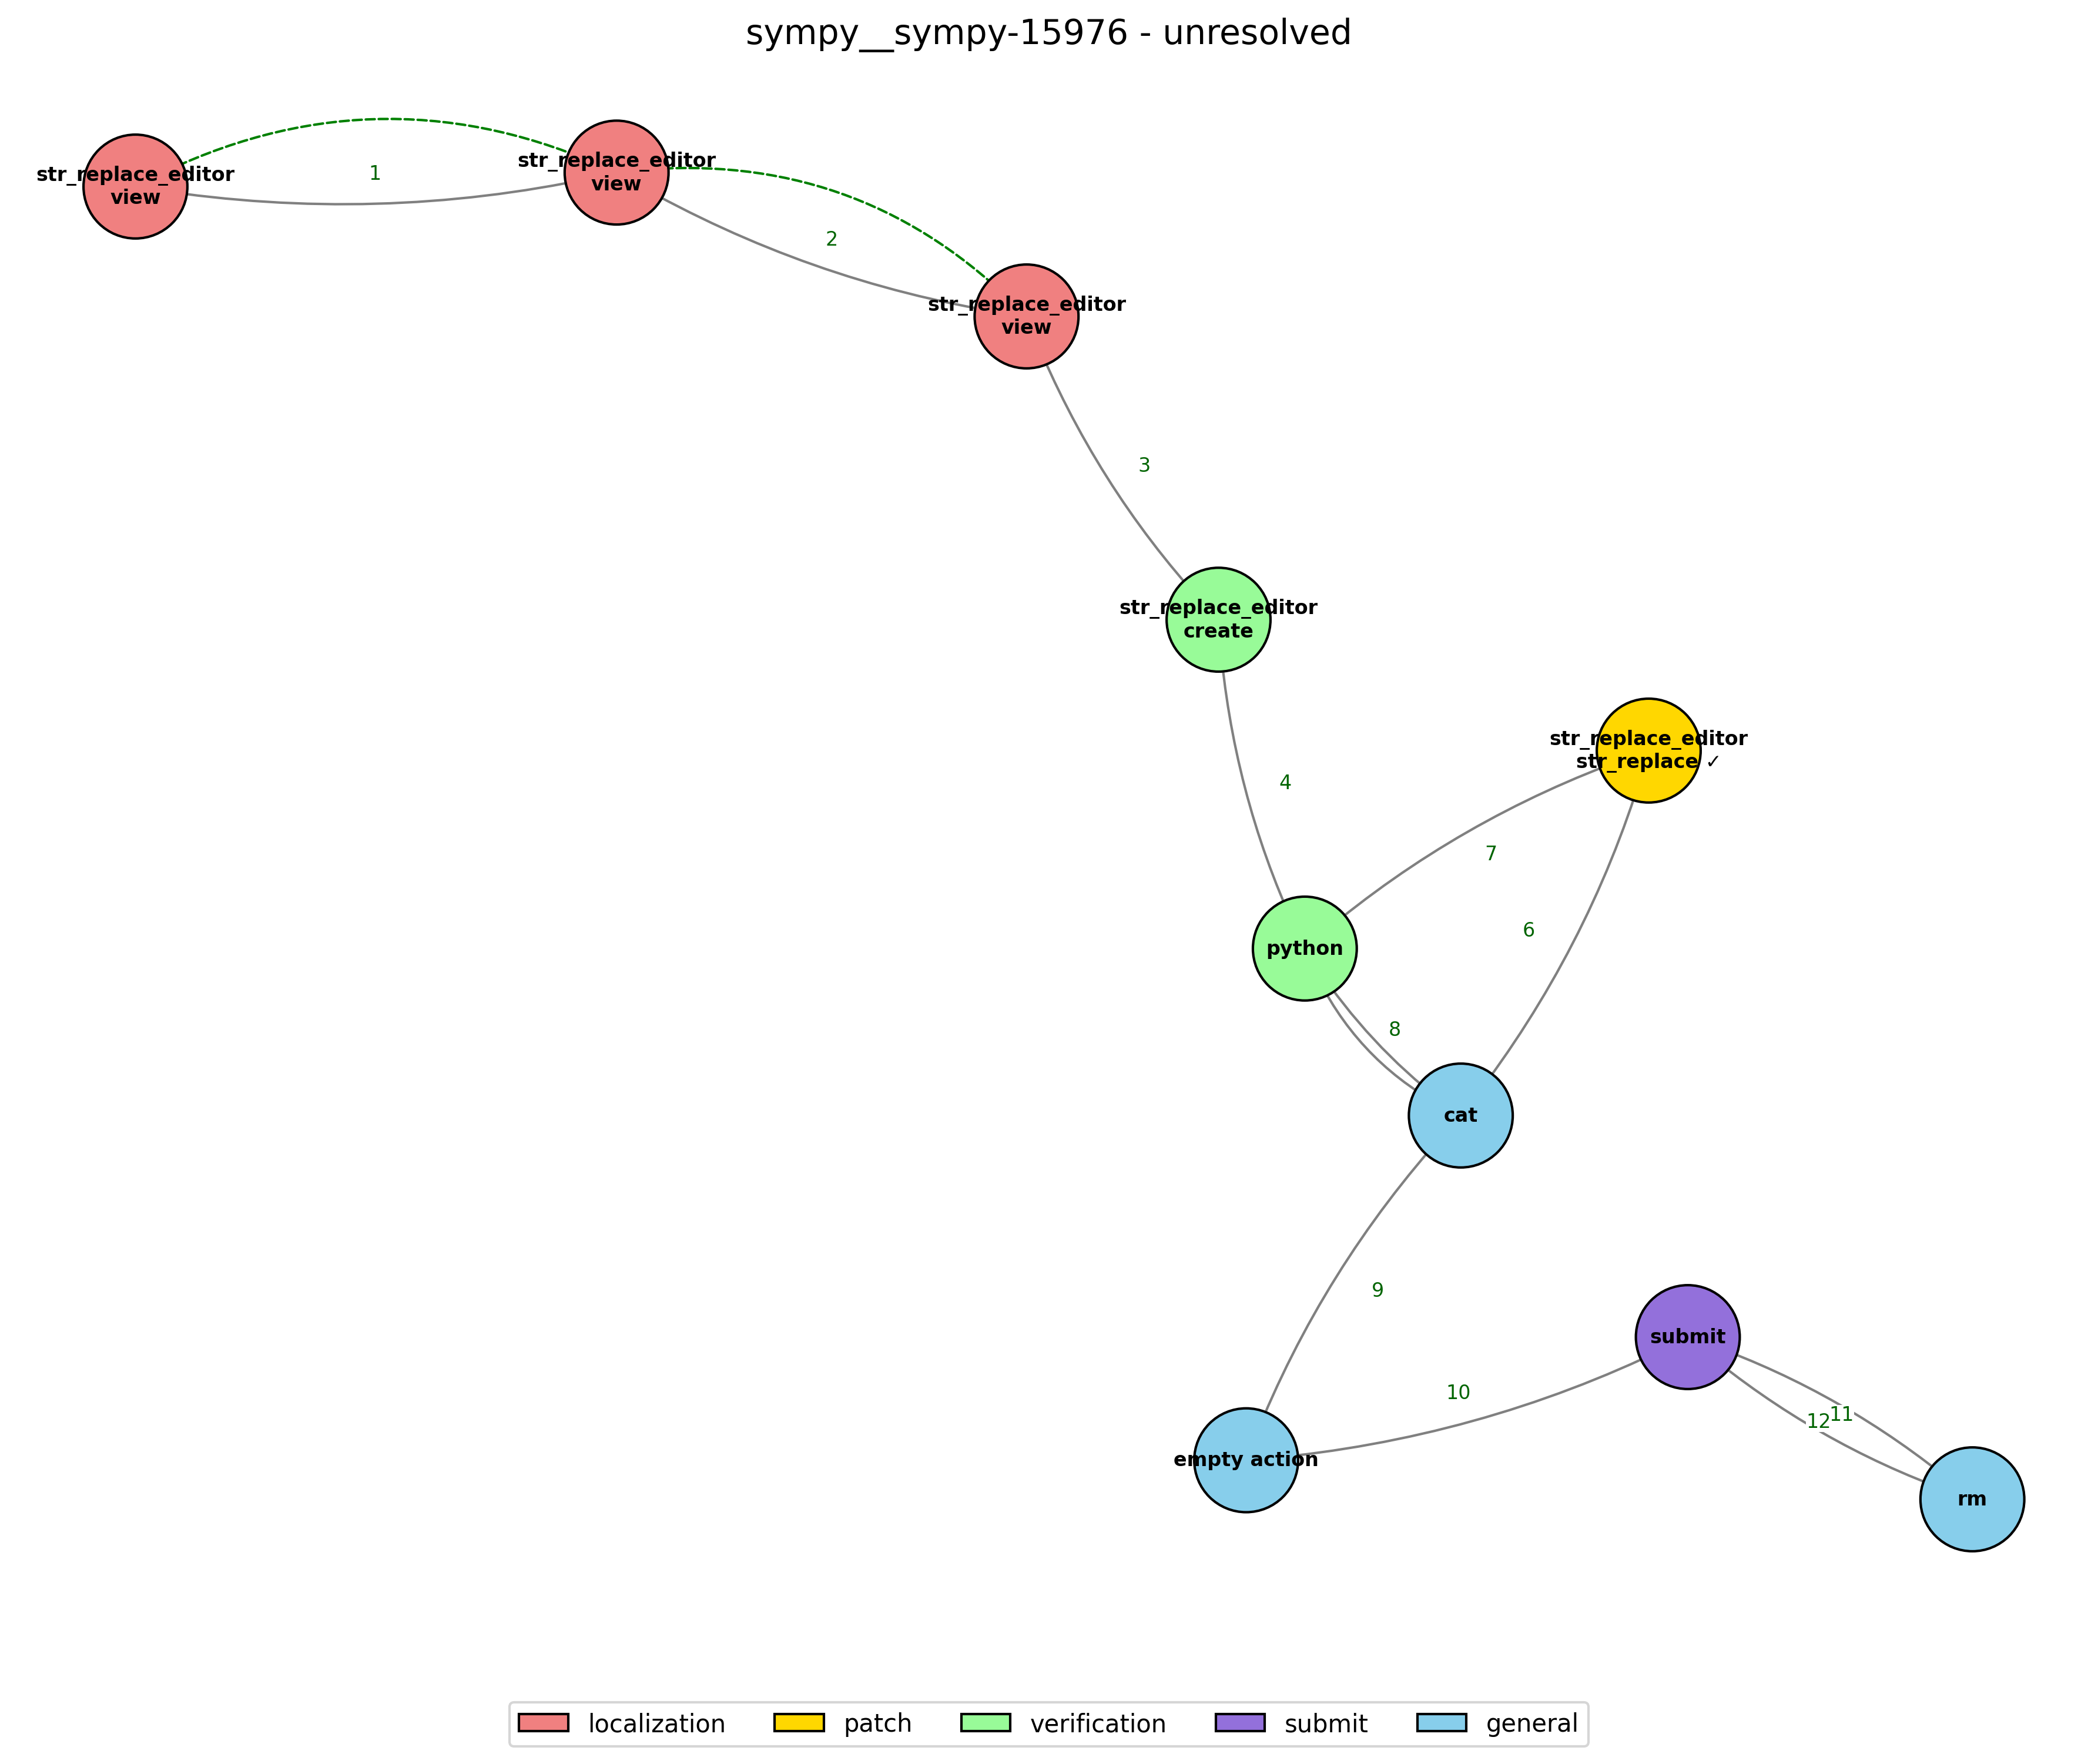 sympy__sympy-15976 - unresolved
str_replace_editor
view
1
str_replace_editor
view
2
str_replace_editor
view
3
str_replace_editor
create
4
str_replace_editor
str_replace ✓
7
6
python
8
cat
9
submit
10
12
11
empty action
rm
localization
patch
verification
submit
general